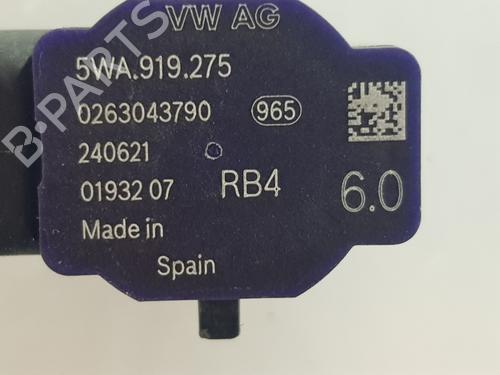 VW AG
5WA.919.275
0263043790 965
240621
01932 07 RB4 6.0
Made in
Spain
B-PARTS